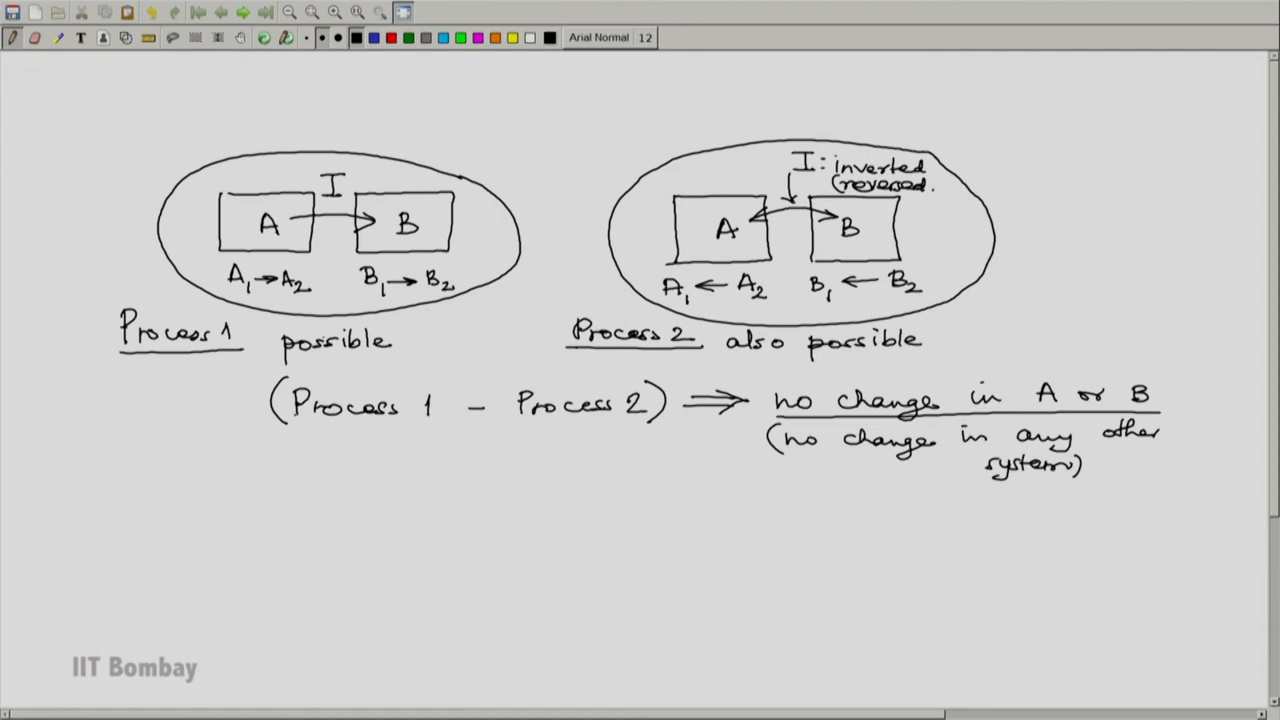 Arial Normal 12
I
A B
A₁→A₂ B₁→B₂
Process 1 possible
I : inverted
(reversed.
A B
A₁ ← A₂ B₁ ← B₂
Process 2 also possible
(Process 1 - Process 2) ⇒ no change in A or B
(no change in any other
system)
IIT Bombay